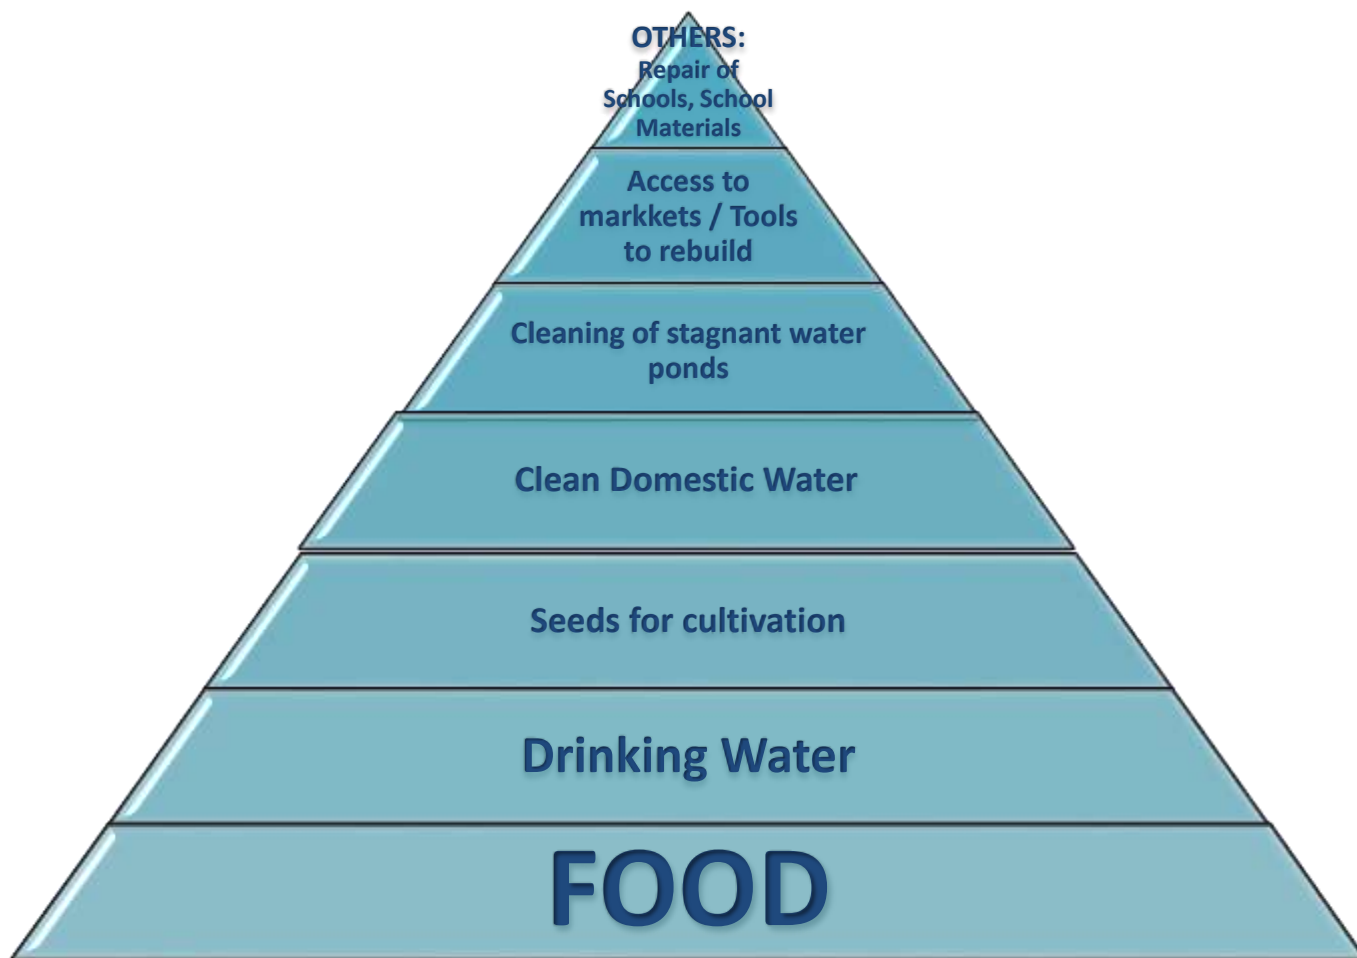 OTHERS:
Repair of
Schools, School
Materials
Access to
markkets / Tools
to rebuild
Cleaning of stagnant water
ponds
Clean Domestic Water
Seeds for cultivation
Drinking Water
FOOD